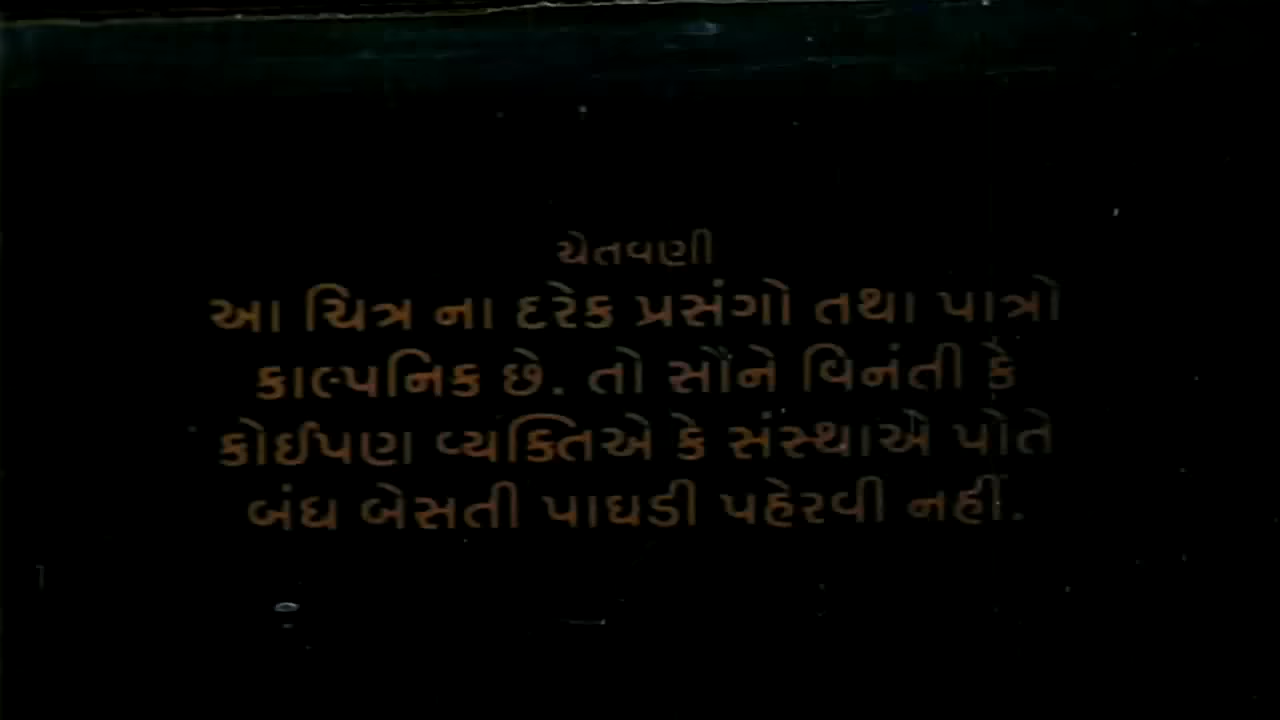 ચેતવણી
આ ચિત્ર ના દરેક પ્રસંગો તથા પાત્રો
કાલ્પનિક છે. તો સૌને વિનંતી કે
કોઈપણ વ્યક્તિએ કે સંસ્થાએ પોતે
બંધ બેસતી પાઘડી પહેરવી નહીં.